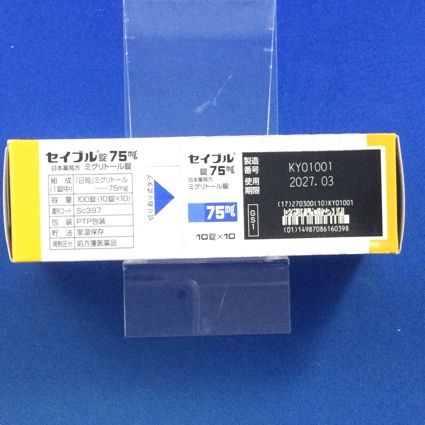 セイブル錠75mg
日本薬局方 ミグリトール錠
組成(1錠中) 「日局」ミグリトール
……75mg
容量 100錠(10錠×10)
薬剤コード Sc397
包装 PTP包装
貯法 室温保存
規制区分 処方箋医薬品
切り取り式タグ
セイブル
錠75mg
日本薬局方
ミグリトール錠
75mg
10錠×10
製造番号 KY01001
使用期限 2027.03
GS1
(17)270300(10)KY01001
(01)14987086160398